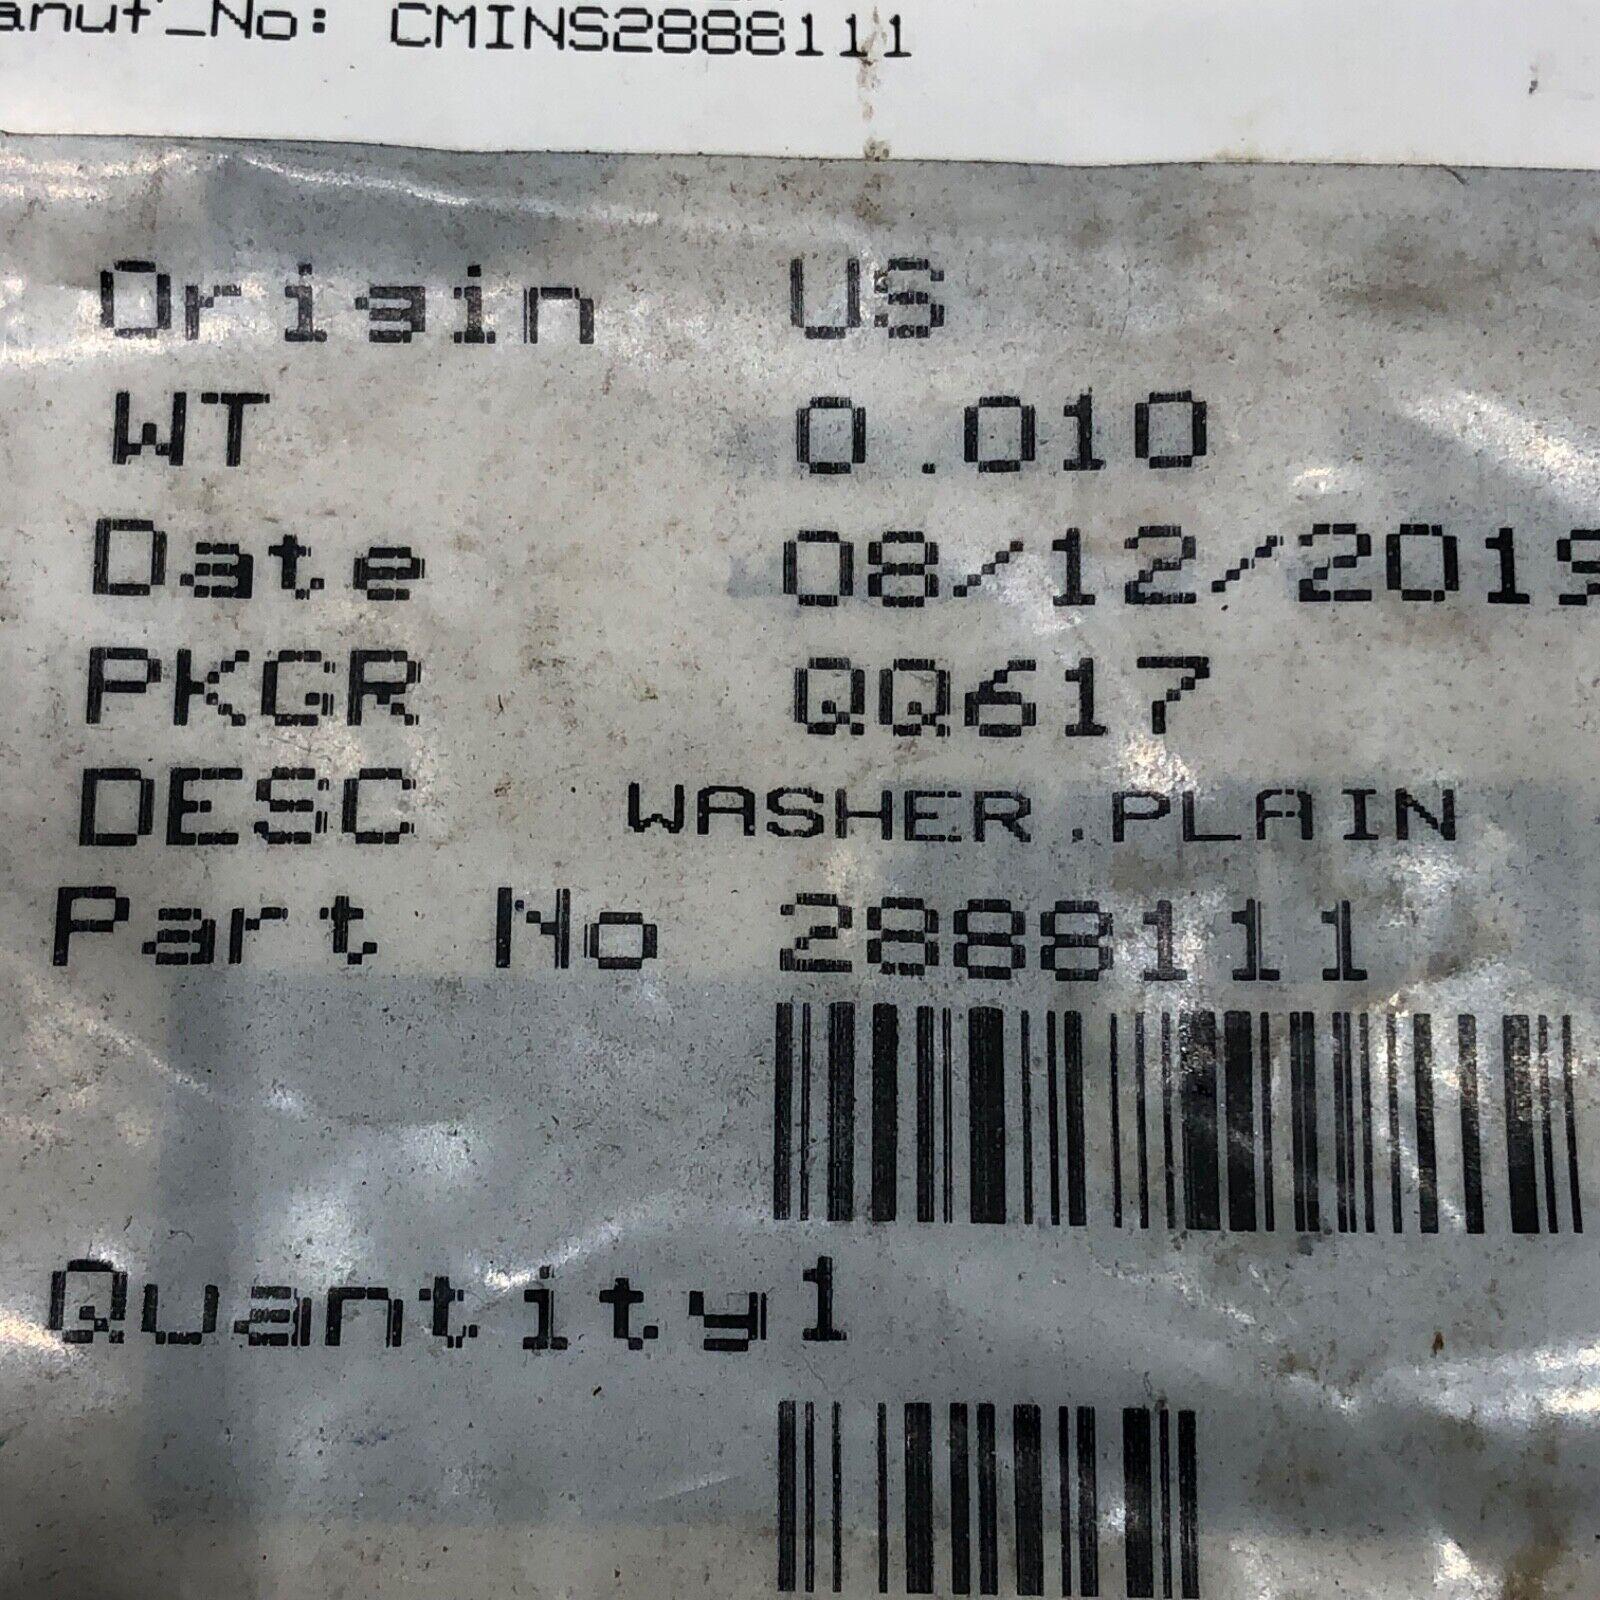 anuf_No: CMINS2888111
Origin US
WT 0.010
Date 08/12/2019
PKGR QQ617
DESC WASHER,PLAIN
Part No 2888111
Quantity1